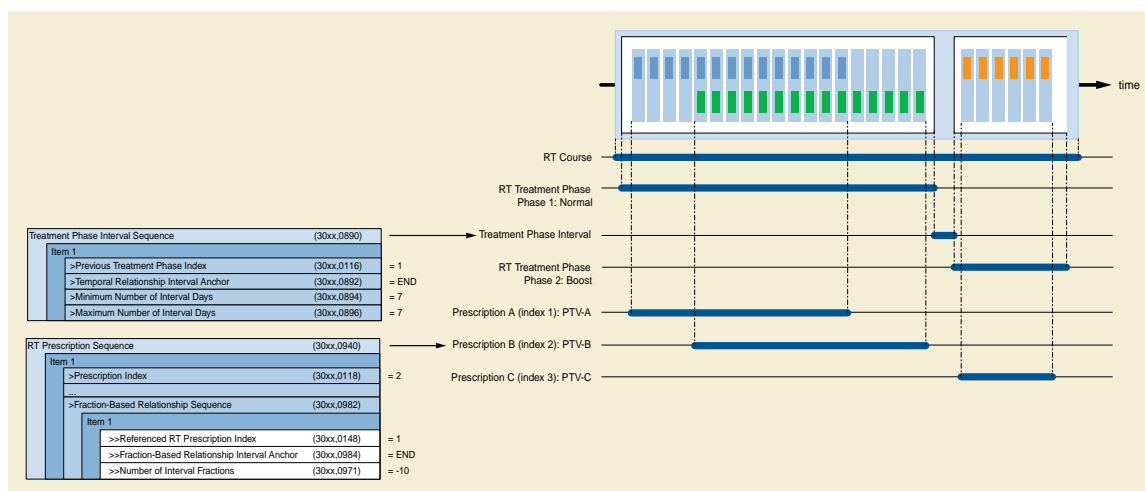 time
RT Course
RT Treatment Phase
Phase 1: Normal
Treatment Phase Interval
RT Treatment Phase
Phase 2: Boost
Prescription A (index 1): PTV-A
Prescription B (index 2): PTV-B
Prescription C (index 3): PTV-C
Treatment Phase Interval Sequence (30xx,0890)
Item 1
>Previous Treatment Phase Index (30xx,0116) = 1
>Temporal Relationship Interval Anchor (30xx,0892) = END
>Minimum Number of Interval Days (30xx,0894) = 7
>Maximum Number of Interval Days (30xx,0896) = 7
RT Prescription Sequence (30xx,0940)
Item 1
>Prescription Index (30xx,0118) = 2
...
>Fraction-Based Relationship Sequence (30xx,0982)
Item 1
>>Referenced RT Prescription Index (30xx,0148) = 1
>>Fraction-Based Relationship Interval Anchor (30xx,0984) = END
>>Number of Interval Fractions (30xx,0971) = -10